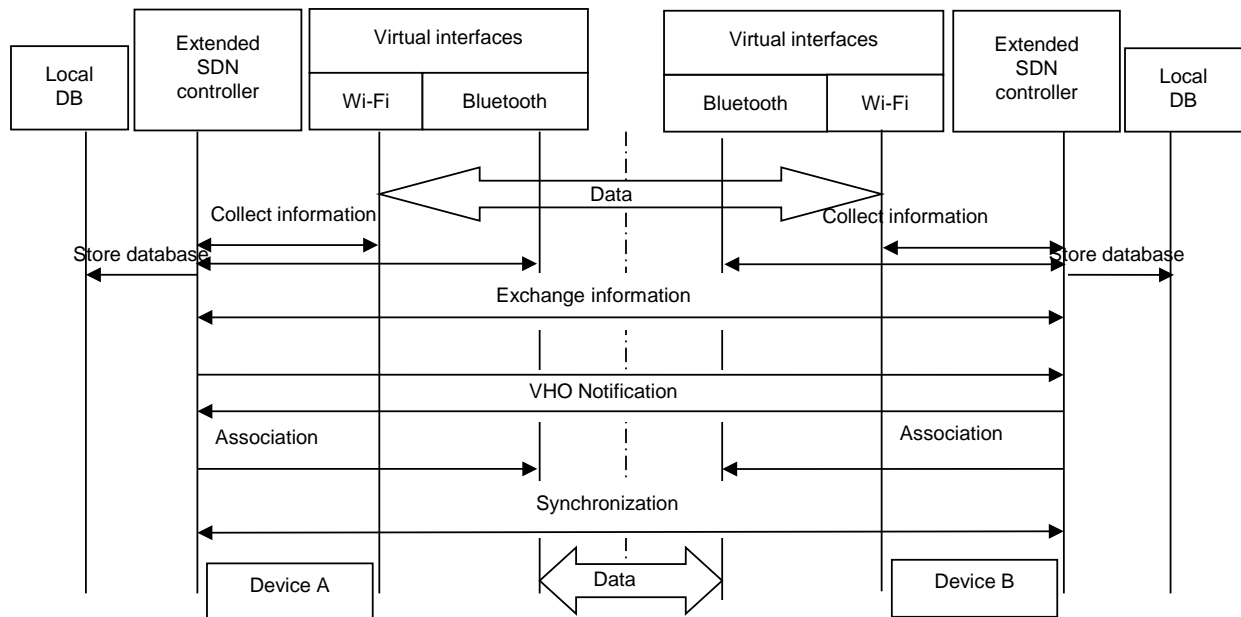 Local
DB
Extended
SDN
controller
Virtual interfaces
Wi-Fi
Bluetooth
Virtual interfaces
Bluetooth
Wi-Fi
Extended
SDN
controller
Local
DB
Data
Collect information
Collect information
Store database
Store database
Exchange information
VHO Notification
Association
Association
Synchronization
Device A
Data
Device B